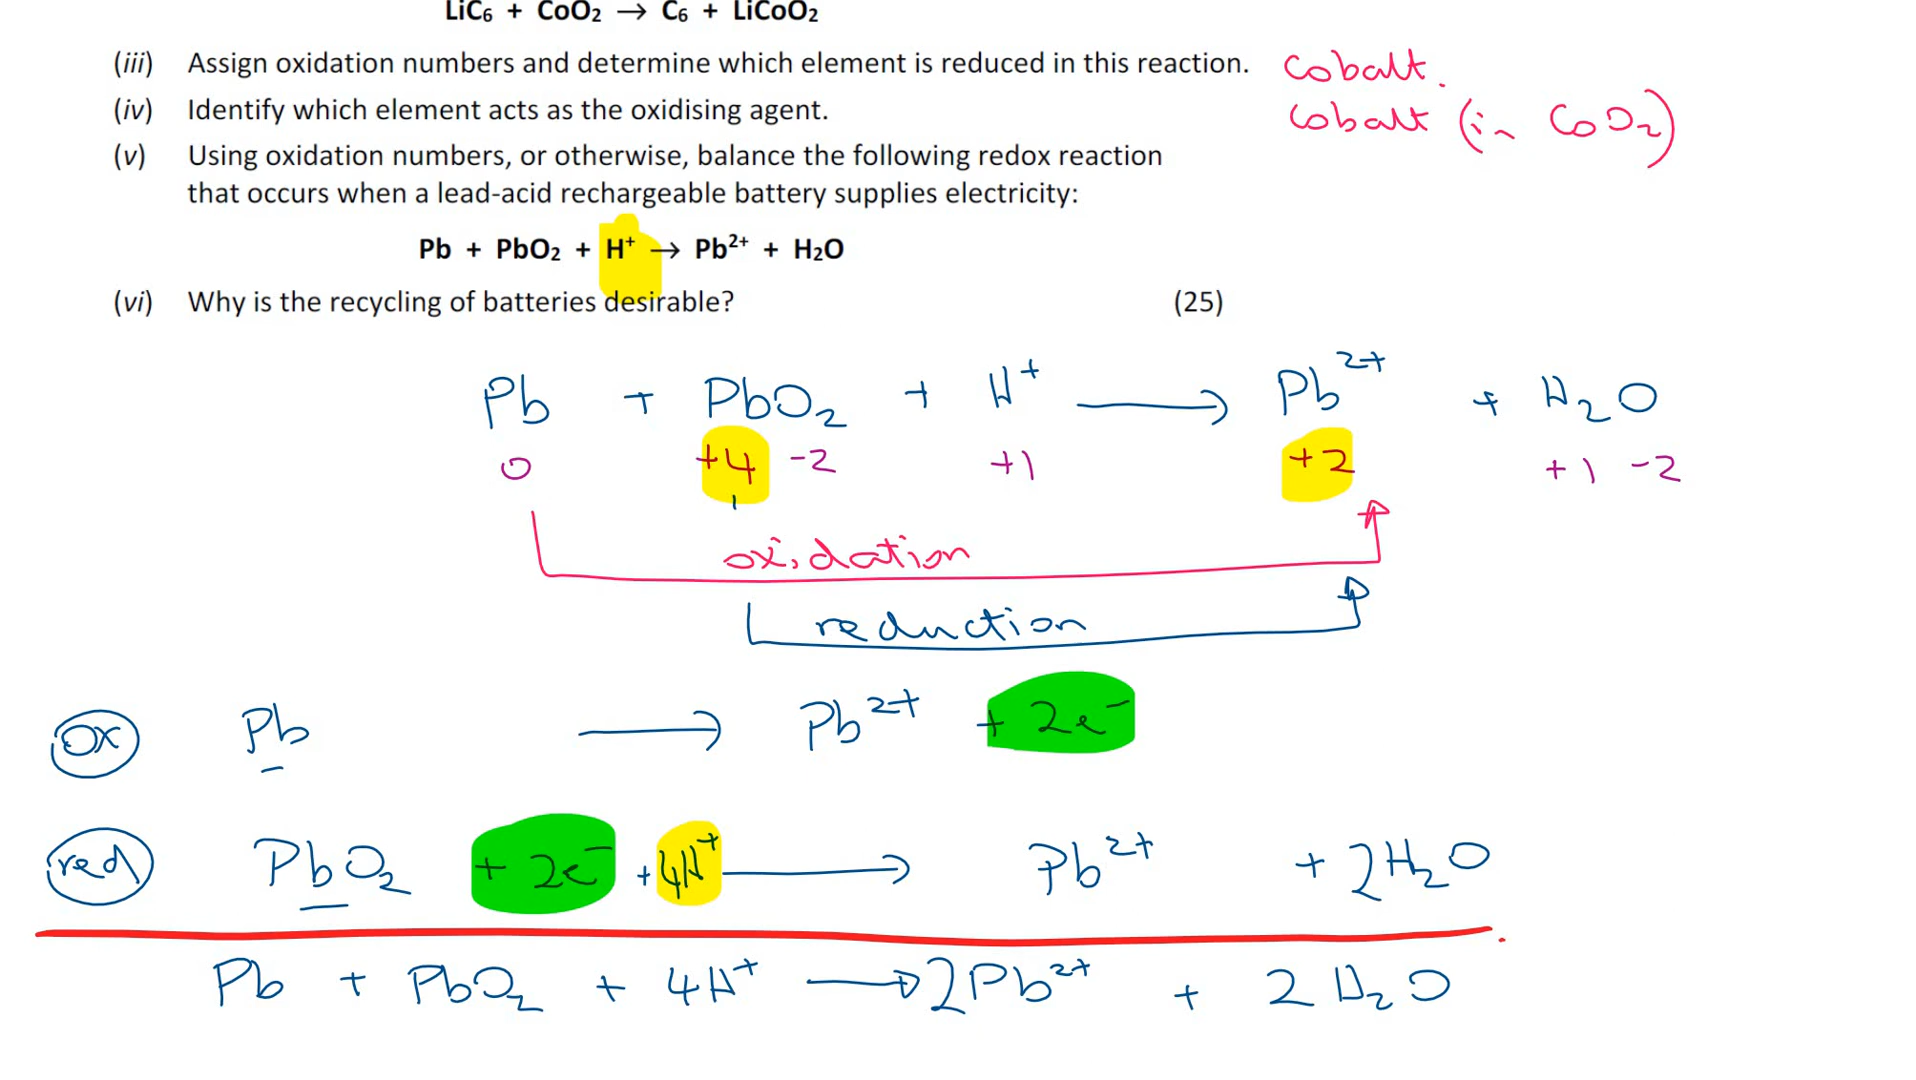 LiC₆ + CoO₂ → C₆ + LiCoO₂
(iii) Assign oxidation numbers and determine which element is reduced in this reaction. cobalt.
(iv) Identify which element acts as the oxidising agent. cobalt (in CoO₂)
(v) Using oxidation numbers, or otherwise, balance the following redox reaction
that occurs when a lead-acid rechargeable battery supplies electricity:
Pb + PbO₂ + H⁺ → Pb²⁺ + H₂O
(vi) Why is the recycling of batteries desirable? (25)
Pb + PbO₂ + H⁺ → Pb²⁺ + H₂O
0 +4 -2 +1 +2 +1 -2
oxidation
reduction
ox Pb → Pb²⁺ + 2e⁻
red PbO₂ + 2e⁻ + 4H⁺ → Pb²⁺ + 2H₂O
Pb + PbO₂ + 4H⁺ → 2Pb²⁺ + 2H₂O